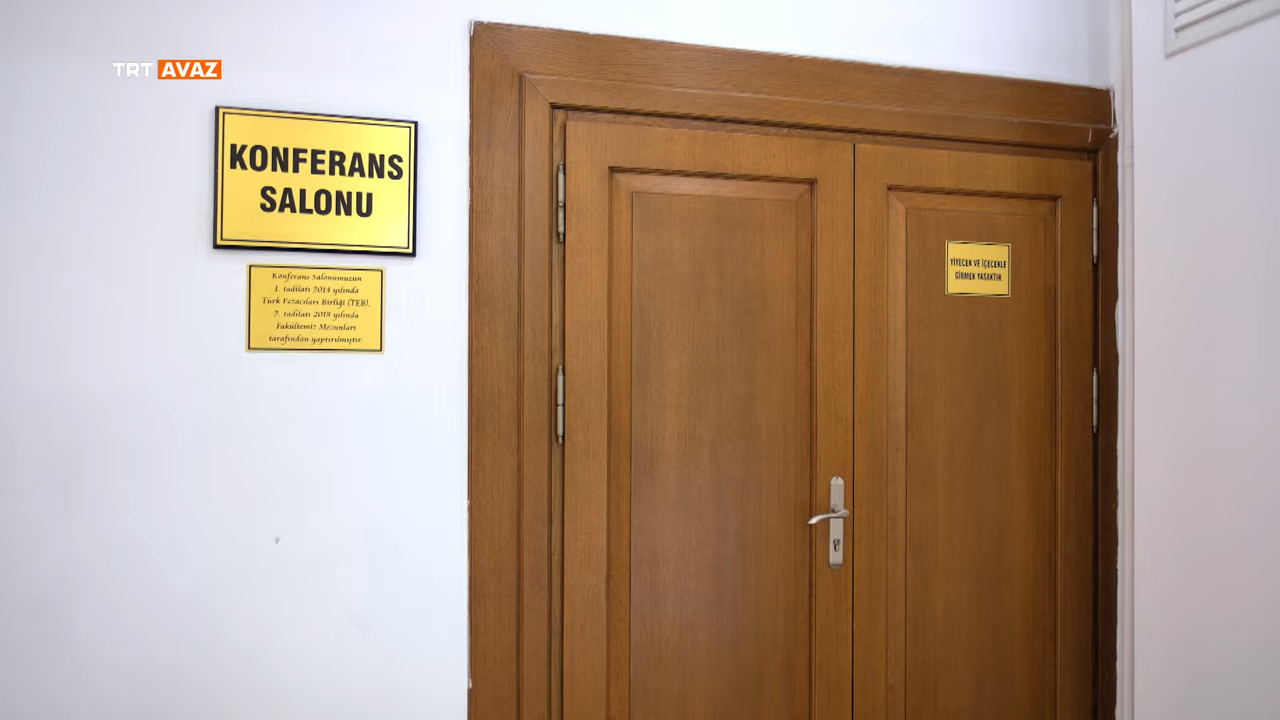 TRT AVAZ
KONFERANS
SALONU
Konferans Salonumuzun
1. tadilatı 2014 yılında
Türk Eczacıları Birliği (TEB),
2. tadilatı 2018 yılında
Fakültemiz Mezunları
tarafından yaptırılmıştır.
YİYECEK VE İÇECEKLE
GİRMEK YASAKTIR